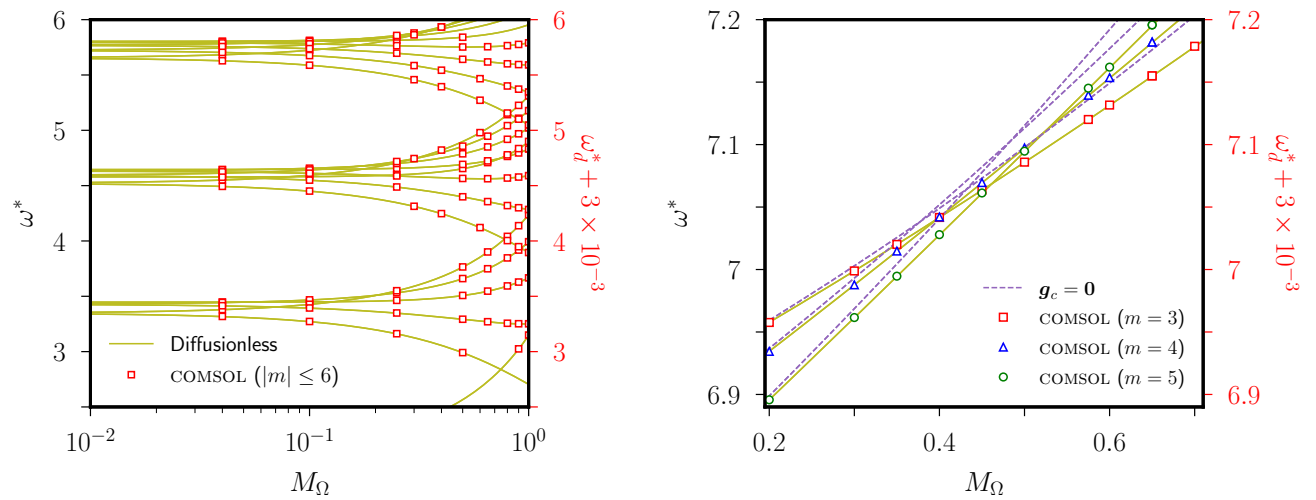 6
5
4
3
ω*
10⁻²
10⁻¹
10⁰
M_Ω
6
5
4
3
ω*_d + 3 × 10⁻³
Diffusionless
COMSOL (|m| ≤ 6)
7.2
7.1
7
6.9
ω*
0.2
0.4
0.6
M_Ω
7.2
7.1
7
6.9
ω*_d + 3 × 10⁻³
g_c = 0
COMSOL (m = 3)
COMSOL (m = 4)
COMSOL (m = 5)